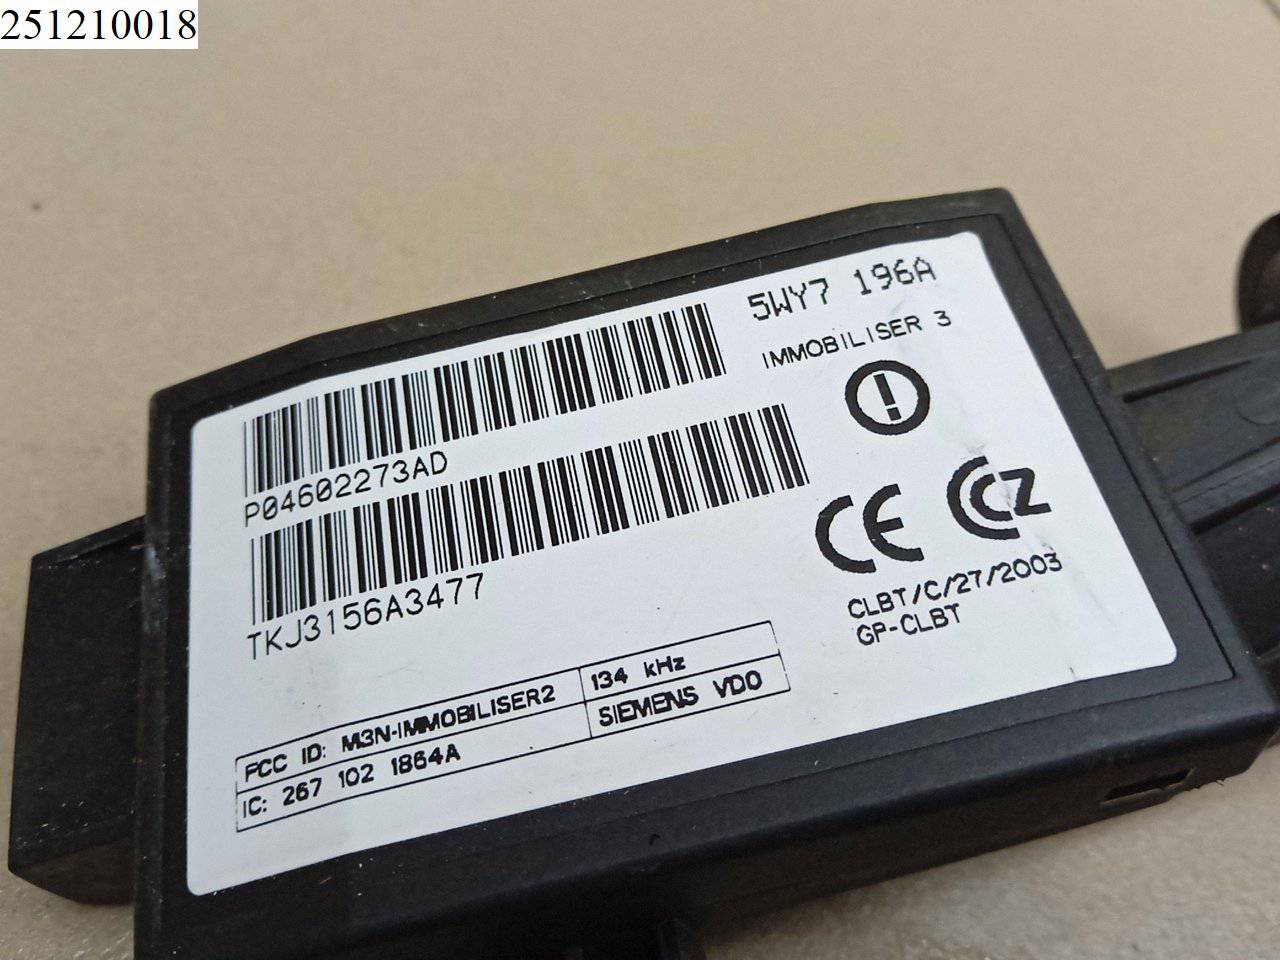 251210018
5WY7 196A
IMMOBILISER 3
P04602273AD
TKJ3156A3477
CE
CCZ
CLBT/C/27/2003
GP-CLBT
FCC ID: M3N-IMMOBILISER2
134 kHz
IC: 267 102 1864A
SIEMENS VDO